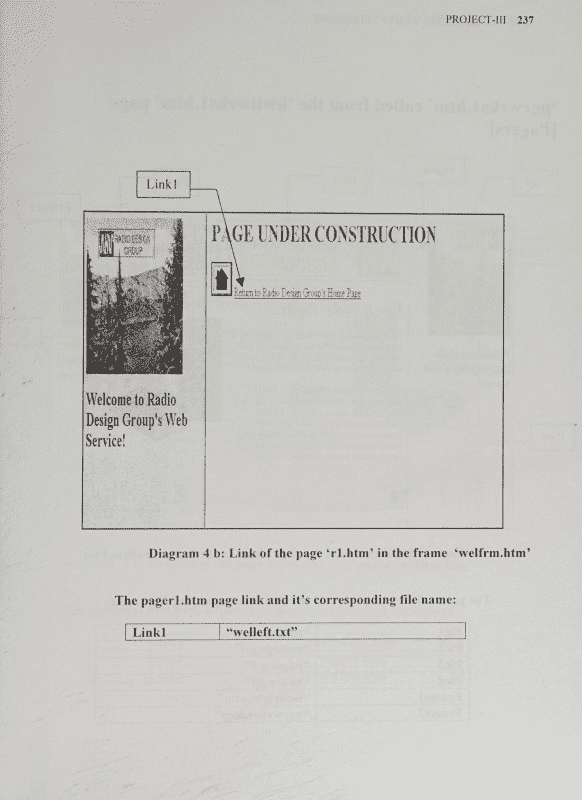 PROJECT-III 237
Link1
RADIO DESIGN
GROUP
PAGE UNDER CONSTRUCTION
Return to Radio Design Group's Home Page
Welcome to Radio
Design Group's Web
Service!
Diagram 4 b: Link of the page ‘r1.htm’ in the frame ‘welfrm.htm’
The pager1.htm page link and it's corresponding file name:
Link1 “welleft.txt”